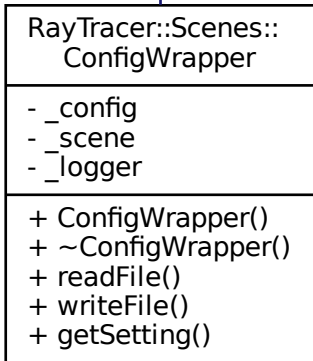 RayTracer::Scenes::
ConfigWrapper
- _config
- _scene
- _logger
+ ConfigWrapper()
+ ~ConfigWrapper()
+ readFile()
+ writeFile()
+ getSetting()